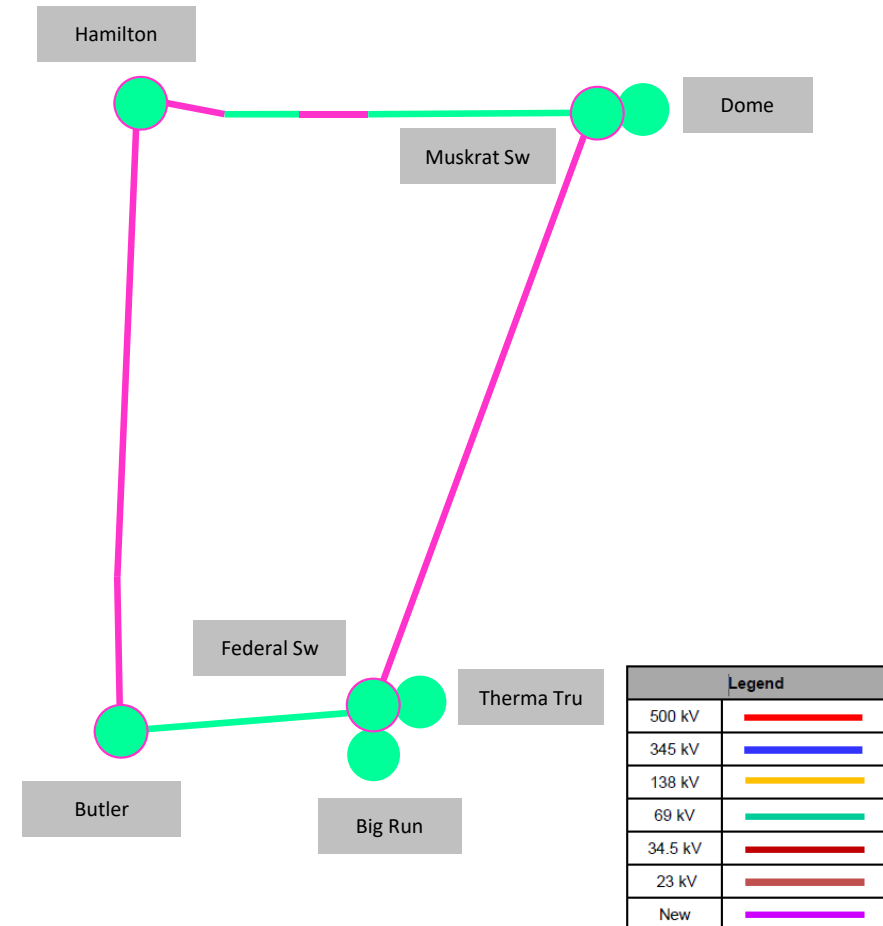 Hamilton
Dome
Muskrat Sw
Federal Sw
Therma Tru
Butler
Big Run
Legend
500 kV
345 kV
138 kV
69 kV
34.5 kV
23 kV
New